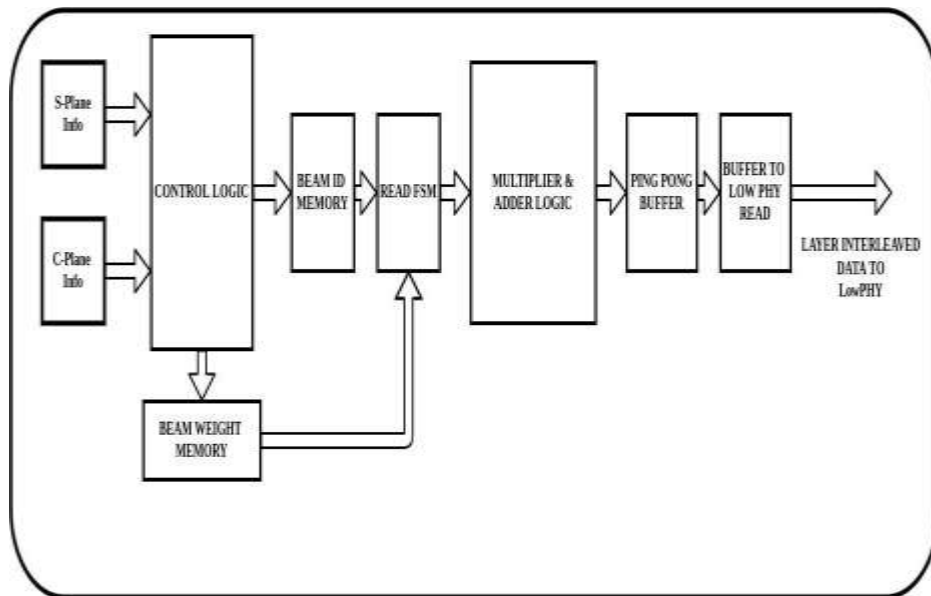 S-Plane
Info
C-Plane
Info
CONTROL LOGIC
BEAM WEIGHT
MEMORY
BEAM ID
MEMORY
READ FSM
MULTIPLIER &
ADDER LOGIC
PING PONG
BUFFER
BUFFER TO
LOW PHY
READ
LAYER INTERLEAVED
DATA TO
LowPHY